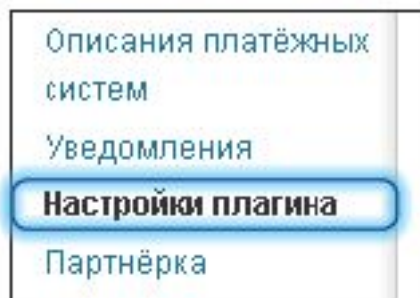 Описания платёжных
систем
Уведомления
Настройки плагина
Партнёрка